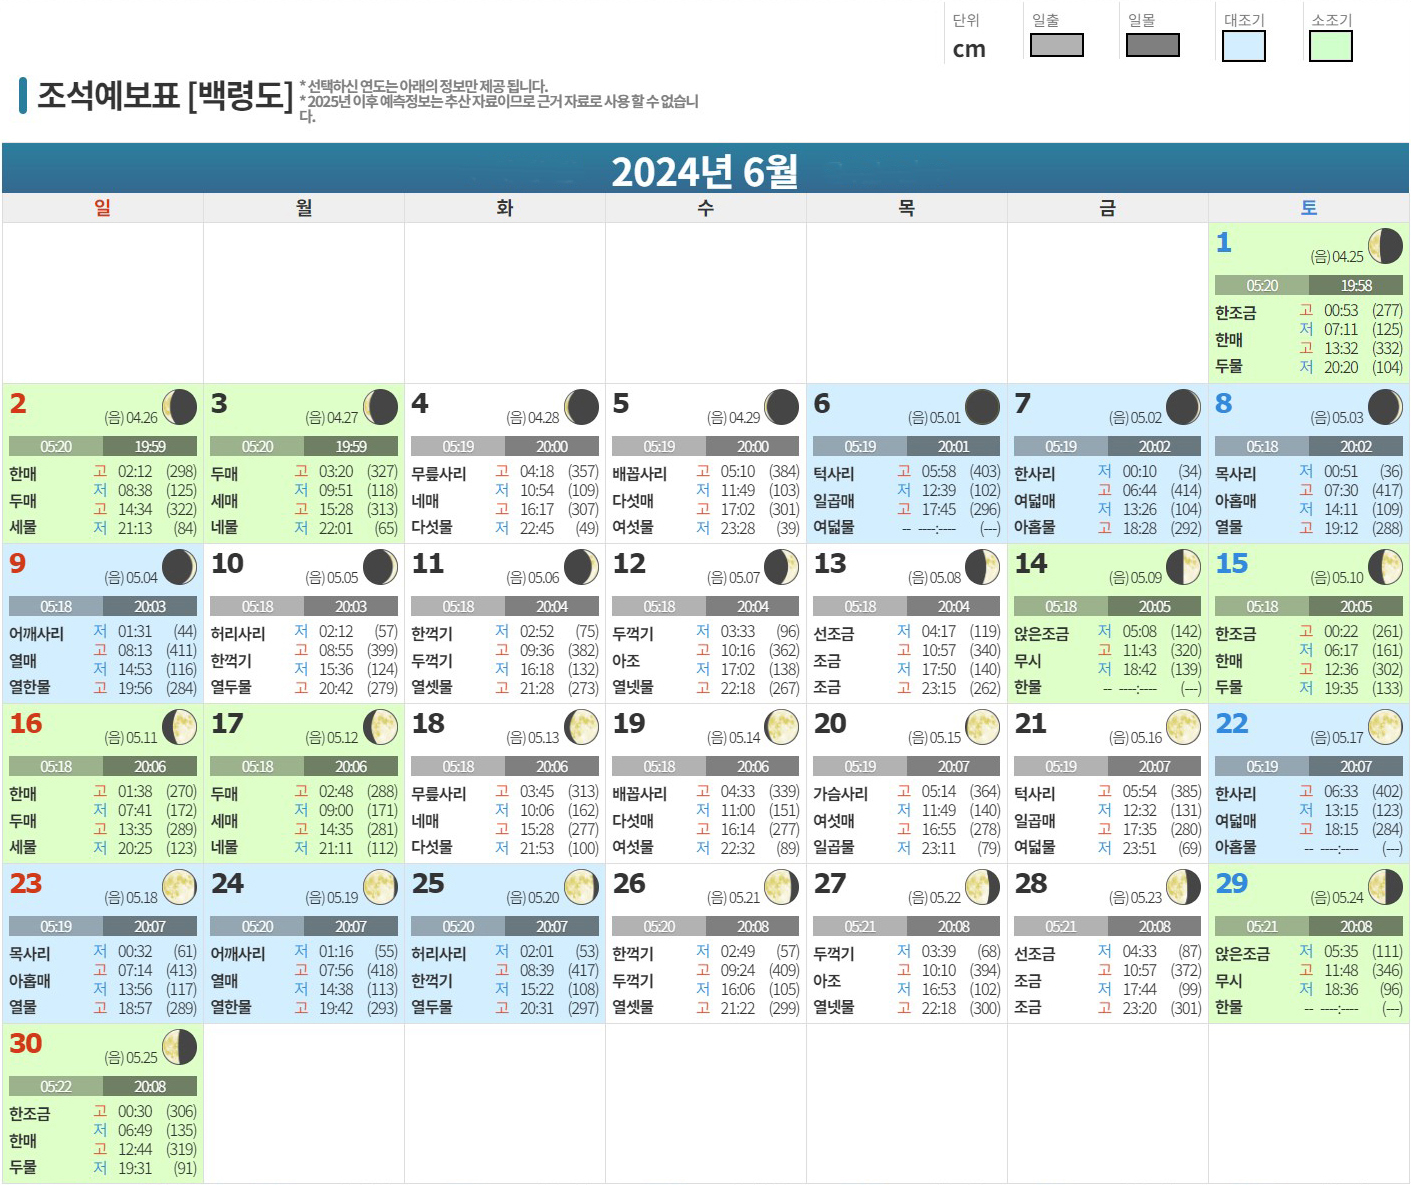 단위 일출 일몰 대조기 소조기
cm
조석예보표 [백령도]
* 선택하신 연도는 아래의 정보만 제공 됩니다.
* 2025년 이후 예측정보는 추산 자료이므로 근거 자료로 사용 할 수 없습니
다.
2024년 6월
일 월 화 수 목 금 토
1 (음) 04.25
05:20 19:58
한조금 한매 두물
고 00:53 (277)
저 07:11 (125)
고 13:32 (332)
저 20:20 (104)
2 (음) 04.26
05:20 19:59
한매 두매 세물
고 02:12 (298)
저 08:38 (125)
고 14:34 (322)
저 21:13 (84)
3 (음) 04.27
05:20 19:59
두매 세매 네물
고 03:20 (327)
저 09:51 (118)
고 15:28 (313)
저 22:01 (65)
4 (음) 04.28
05:19 20:00
무릎사리 네매 다섯물
고 04:18 (357)
저 10:54 (109)
고 16:17 (307)
저 22:45 (49)
5 (음) 04.29
05:19 20:00
배꼽사리 다섯매 여섯물
고 05:10 (384)
저 11:49 (103)
고 17:02 (301)
저 23:28 (39)
6 (음) 05.01
05:19 20:01
턱사리 일곱매 여덟물
고 05:58 (403)
저 12:39 (102)
고 17:45 (296)
-- ----:---- (---)
7 (음) 05.02
05:19 20:02
한사리 여덟매 아홉물
저 00:10 (34)
고 06:44 (414)
저 13:26 (104)
고 18:28 (292)
8 (음) 05.03
05:18 20:02
목사리 아홉매 열물
저 00:51 (36)
고 07:30 (417)
저 14:11 (109)
고 19:12 (288)
9 (음) 05.04
05:18 20:03
어깨사리 열매 열한물
저 01:31 (44)
고 08:13 (411)
저 14:53 (116)
고 19:56 (284)
10 (음) 05.05
05:18 20:03
허리사리 한꺾기 열두물
저 02:12 (57)
고 08:55 (399)
저 15:36 (124)
고 20:42 (279)
11 (음) 05.06
05:18 20:04
한꺾기 두꺾기 열셋물
저 02:52 (75)
고 09:36 (382)
저 16:18 (132)
고 21:28 (273)
12 (음) 05.07
05:18 20:04
두꺾기 아조 열넷물
저 03:33 (96)
고 10:16 (362)
저 17:02 (138)
고 22:18 (267)
13 (음) 05.08
05:18 20:04
선조금 조금 조금
저 04:17 (119)
고 10:57 (340)
저 17:50 (140)
고 23:15 (262)
14 (음) 05.09
05:18 20:05
앉은조금 무시 한물
저 05:08 (142)
고 11:43 (320)
저 18:42 (139)
-- ----:---- (---)
15 (음) 05.10
05:18 20:05
한조금 한매 두물
고 00:22 (261)
저 06:17 (161)
고 12:36 (302)
저 19:35 (133)
16 (음) 05.11
05:18 20:06
한매 두매 세물
고 01:38 (270)
저 07:41 (172)
고 13:35 (289)
저 20:25 (123)
17 (음) 05.12
05:18 20:06
두매 세매 네물
고 02:48 (288)
저 09:00 (171)
고 14:35 (281)
저 21:11 (112)
18 (음) 05.13
05:18 20:06
무릎사리 네매 다섯물
고 03:45 (313)
저 10:06 (162)
고 15:28 (277)
저 21:53 (100)
19 (음) 05.14
05:18 20:06
배꼽사리 다섯매 여섯물
고 04:33 (339)
저 11:00 (151)
고 16:14 (277)
저 22:32 (89)
20 (음) 05.15
05:19 20:07
가슴사리 여섯매 일곱물
고 05:14 (364)
저 11:49 (140)
고 16:55 (278)
저 23:11 (79)
21 (음) 05.16
05:19 20:07
턱사리 일곱매 여덟물
고 05:54 (385)
저 12:32 (131)
고 17:35 (280)
저 23:51 (69)
22 (음) 05.17
05:19 20:07
한사리 여덟매 아홉물
고 06:33 (402)
저 13:15 (123)
고 18:15 (284)
-- ----:---- (---)
23 (음) 05.18
05:19 20:07
목사리 아홉매 열물
저 00:32 (61)
고 07:14 (413)
저 13:56 (117)
고 18:57 (289)
24 (음) 05.19
05:20 20:07
어깨사리 열매 열한물
저 01:16 (55)
고 07:56 (418)
저 14:38 (113)
고 19:42 (293)
25 (음) 05.20
05:20 20:07
허리사리 한꺾기 열두물
저 02:01 (53)
고 08:39 (417)
저 15:22 (108)
고 20:31 (297)
26 (음) 05.21
05:20 20:08
한꺾기 두꺾기 열셋물
저 02:49 (57)
고 09:24 (409)
저 16:06 (105)
고 21:22 (299)
27 (음) 05.22
05:21 20:08
두꺾기 아조 열넷물
저 03:39 (68)
고 10:10 (394)
저 16:53 (102)
고 22:18 (300)
28 (음) 05.23
05:21 20:08
선조금 조금 조금
저 04:33 (87)
고 10:57 (372)
저 17:44 (99)
고 23:20 (301)
29 (음) 05.24
05:21 20:08
앉은조금 무시 한물
저 05:35 (111)
고 11:48 (346)
저 18:36 (96)
-- ----:---- (---)
30 (음) 05.25
05:22 20:08
한조금 한매 두물
고 00:30 (306)
저 06:49 (135)
고 12:44 (319)
저 19:31 (91)